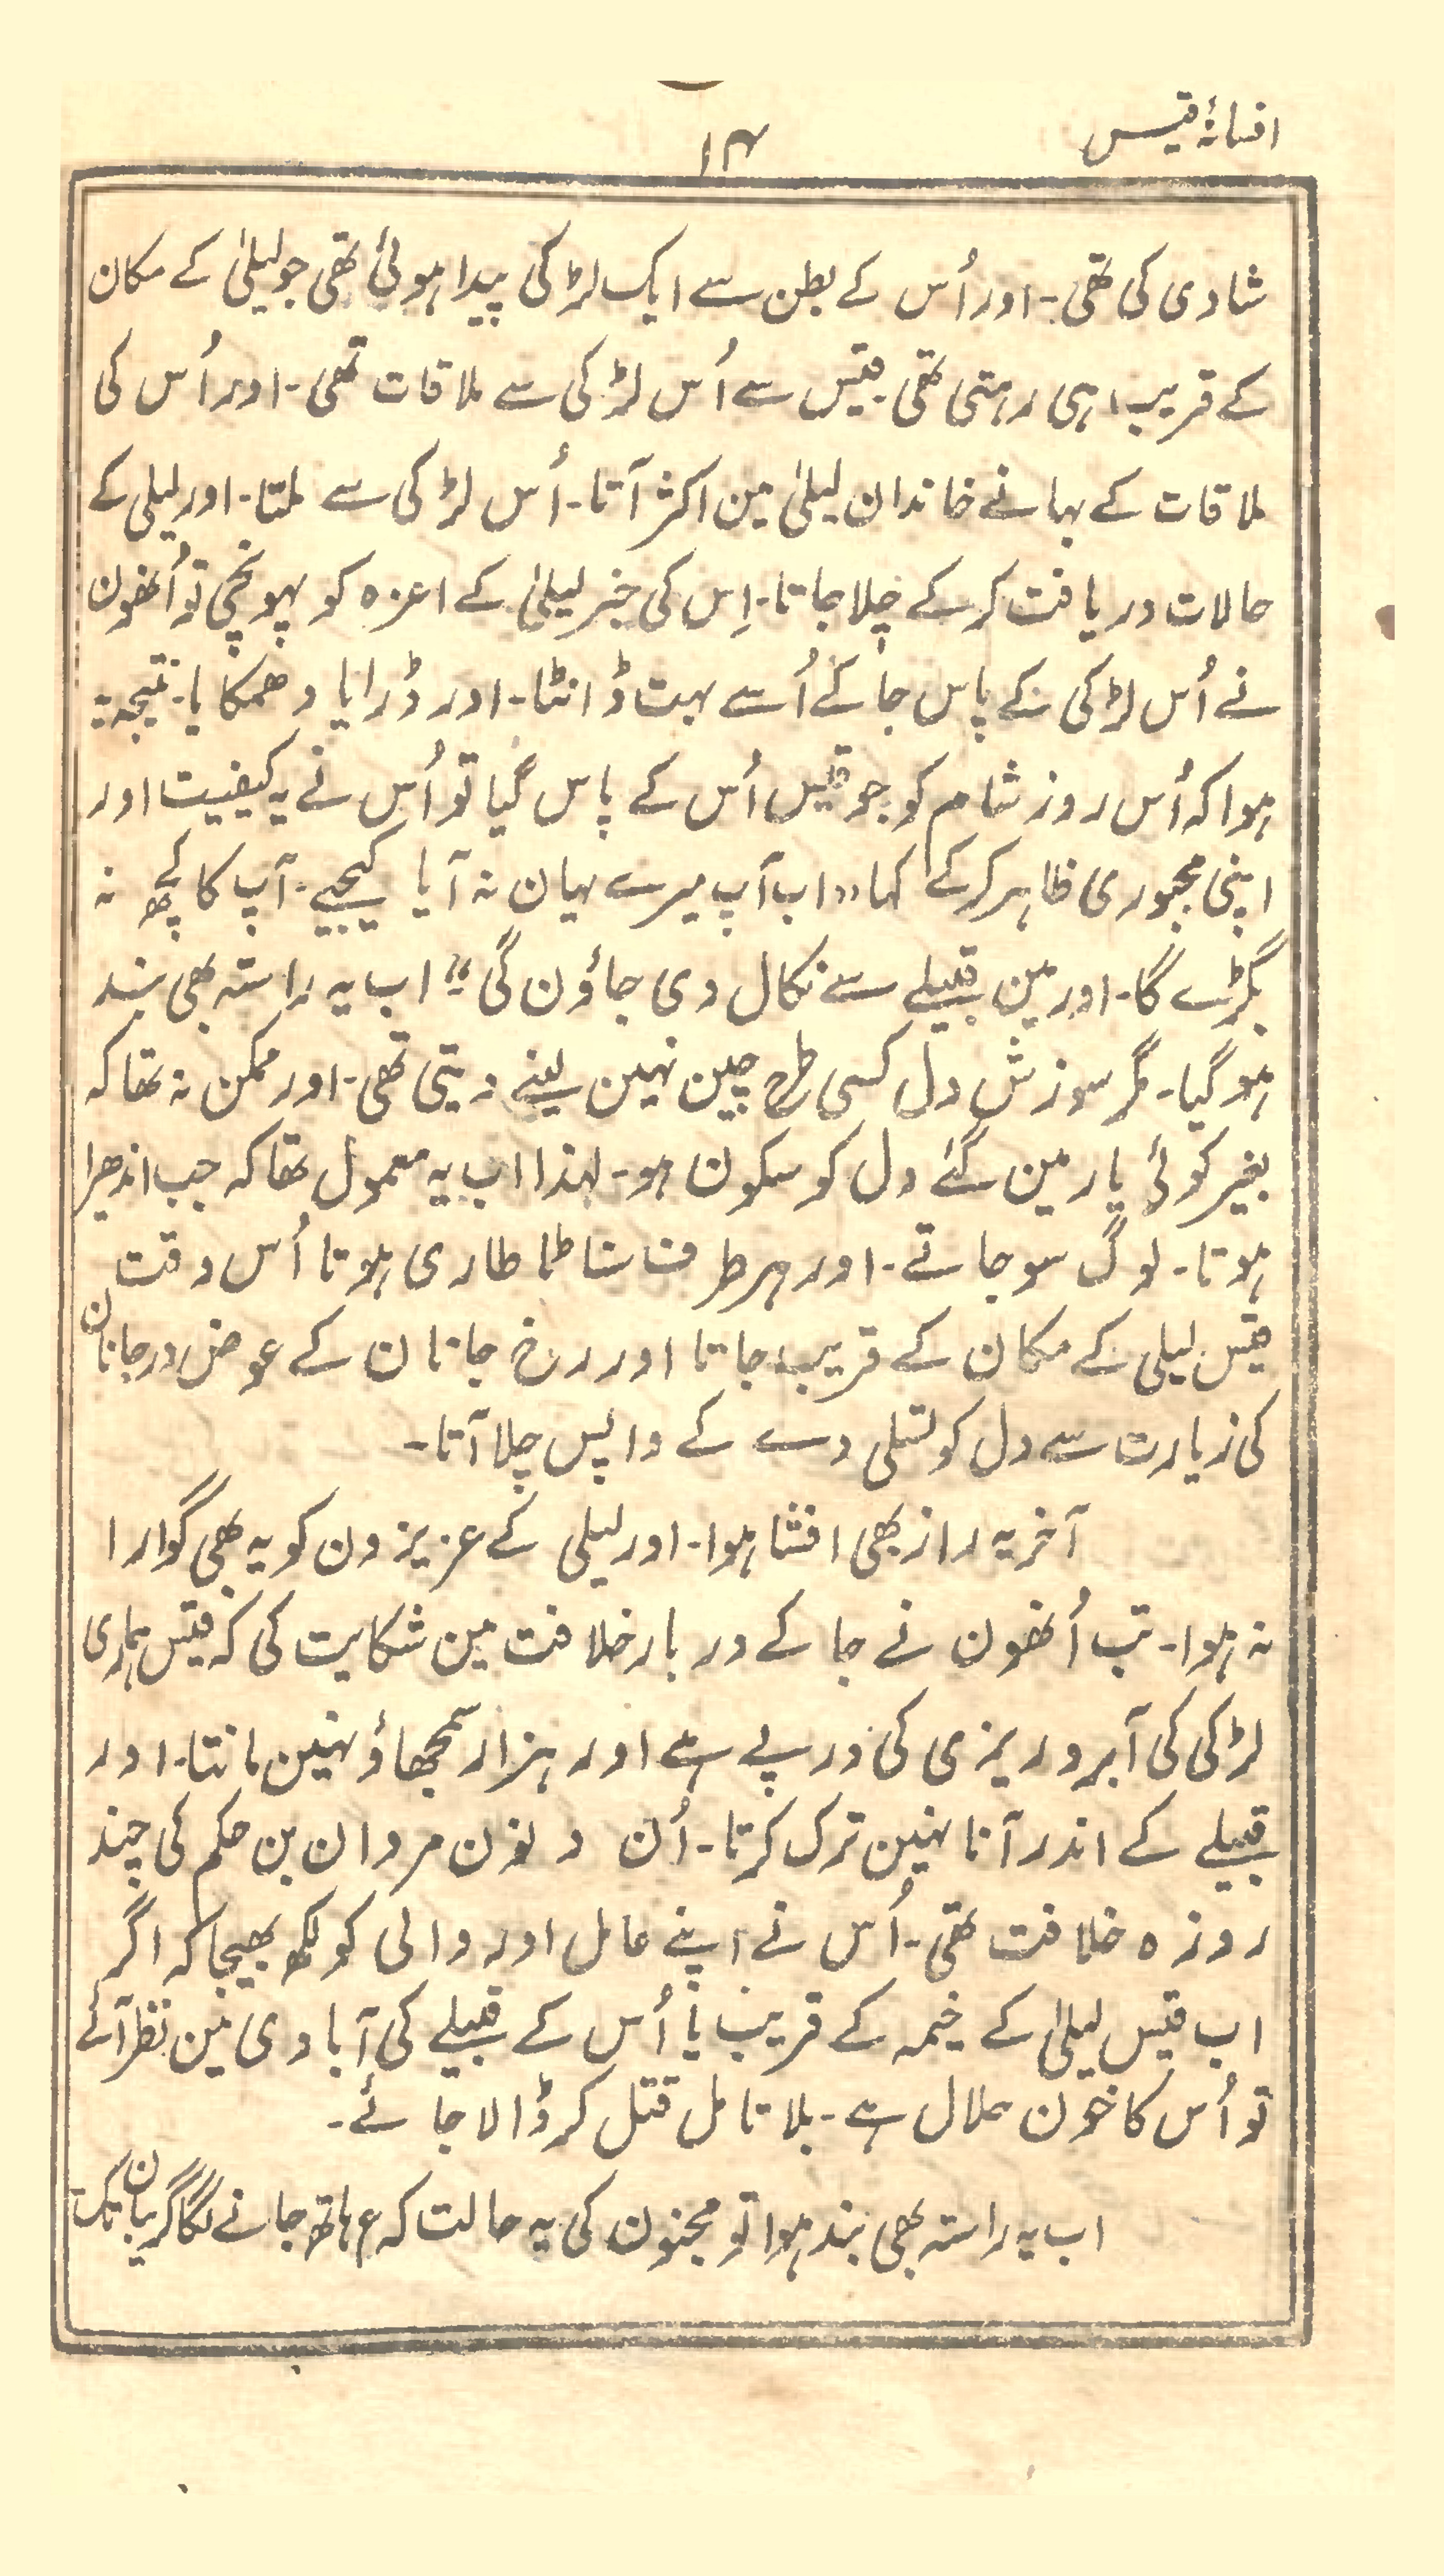 افسانۂ قیس
۱۴
شادی کی تھی۔ اور اُس کے بطن سے ایک لڑکی پیدا ہوئی تھی جو لیلیٰ کے مکان
کے قریب ہی رہتی تھی قیس سے اُس لڑکی سے ملاقات تھی۔ اور اُس کی
ملاقات کے بہانے خاندان لیلیٰ مین اکثر آتا۔ اُس لڑکی سے ملتا۔ اور لیلی کے
حالات دریافت کر کے چلا جاتا۔ اِس کی خبر لیلیٰ کے اعزہ کو پہونچی تو اُنھون
نے اُس لڑکی کے پاس جا کے اُسے بہت ڈانٹا۔ اور ڈرایا دھمکایا۔ نتیجہ یہ
ہوا کہ اُس روز شام کو جو قیس اُس کے پاس گیا تو اُس نے یہ کیفیت اور
اپنی مجبوری ظاہر کر کے کہا "اب آپ میرے یہان نہ آیا کیجیے۔ آپ کا کچھ نہ
بگڑے گا۔ اور مین قبیلے سے نکال دی جاؤن گی" اب یہ راستہ بھی بند
ہو گیا۔ مگر سوزش دل کسی طرح چین نہین لینے دیتی تھی۔ اور ممکن نہ تھا کہ
بغیر کوئی یار مین گئے دل کو سکون ہو۔ لہذا اب یہ معمول تھا کہ جب اندھیرا
ہوتا۔ لوگ سو جاتے۔ اور ہر طرف سناٹا طاری ہوتا اُس وقت
قیس لیلی کے مکان کے قریب جاتا اور رخ جانان کے عوض در جانان
کی زیارت سے دل کو تسلی دے کے واپس چلا آتا۔
آخر یہ راز بھی افشا ہوا۔ اور لیلی کے عزیزون کو یہ بھی گوارا
نہ ہوا۔ تب اُنھون نے جا کے دربار خلافت مین شکایت کی کہ قیس ہماری
لڑکی کی آبرو ریزی کی درپے ہے اور ہزار سمجھاؤ نہین مانتا۔ اور
قبیلے کے اندر آنا نہین ترک کرتا۔ اُن دنون مروان بن حکم کی چند
روزہ خلافت تھی۔ اُس نے اپنے عامل اور والی کو لکھ بھیجا کہ اگر
اب قیس لیلیٰ کے خیمہ کے قریب یا اُس کے قبیلے کی آبادی مین نظر آئے
تو اُس کا خون حلال ہے۔ بلا تامل قتل کر ڈالا جائے۔
اب یہ راستہ بھی بند ہوا تو مجنون کی یہ حالت کہ ع ہاتھ جانے لگا گریبان تک۔